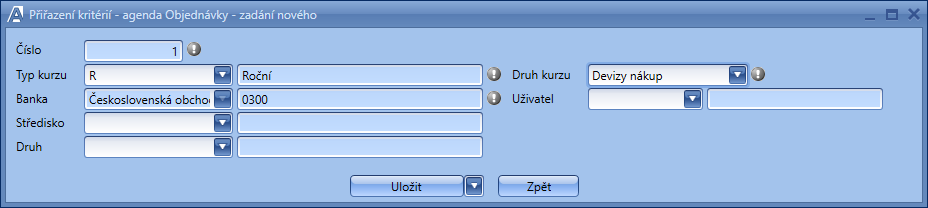 Přiřazení kritérií - agenda Objednávky - zadání nového
Číslo 1
Typ kurzu R Roční Druh kurzu Devizy nákup
Banka Československá obcho 0300 Uživatel
Středisko
Druh
Uložit Zpět